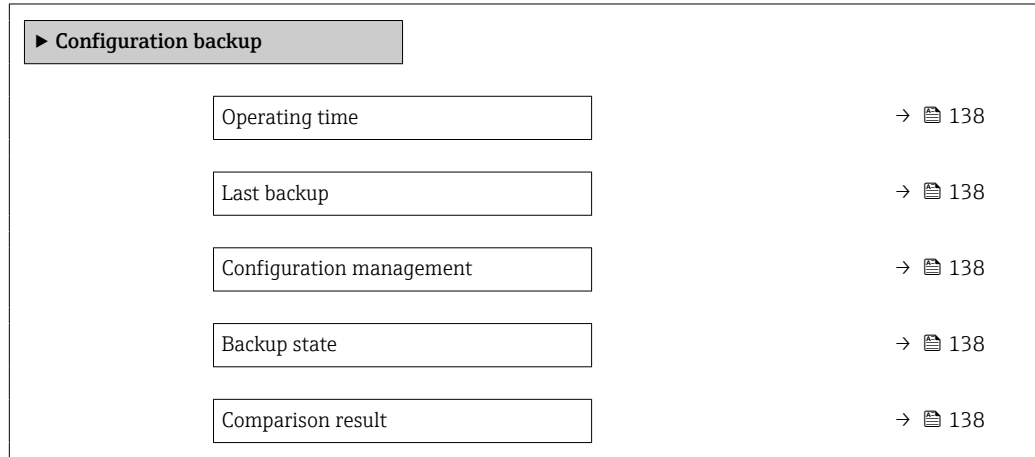 ▶ Configuration backup
Operating time → 138
Last backup → 138
Configuration management → 138
Backup state → 138
Comparison result → 138